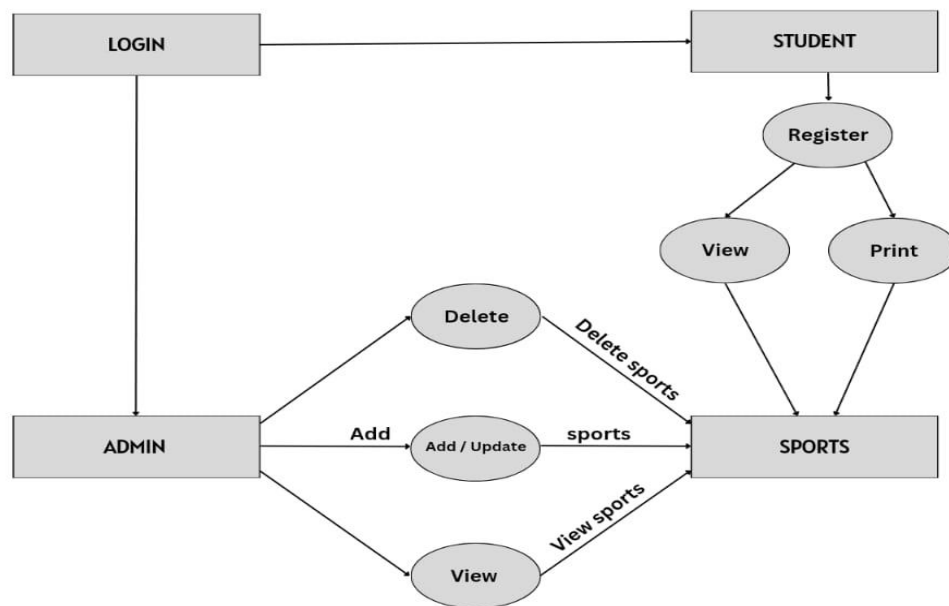 LOGIN
STUDENT
Register
View
Print
Delete
Delete sports
ADMIN
Add
Add / Update
sports
SPORTS
View
View sports